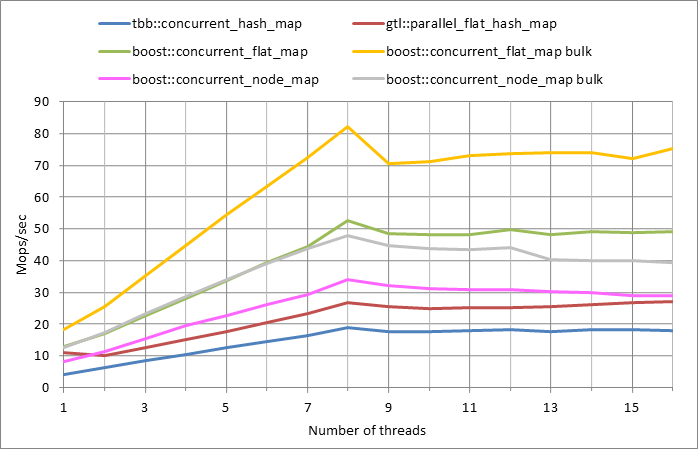 tbb::concurrent_hash_map gtl::parallel_flat_hash_map
boost::concurrent_flat_map boost::concurrent_flat_map bulk
boost::concurrent_node_map boost::concurrent_node_map bulk
90
80
70
60
50
40
30
20
10
0
Mops/sec
1 3 5 7 9 11 13 15
Number of threads